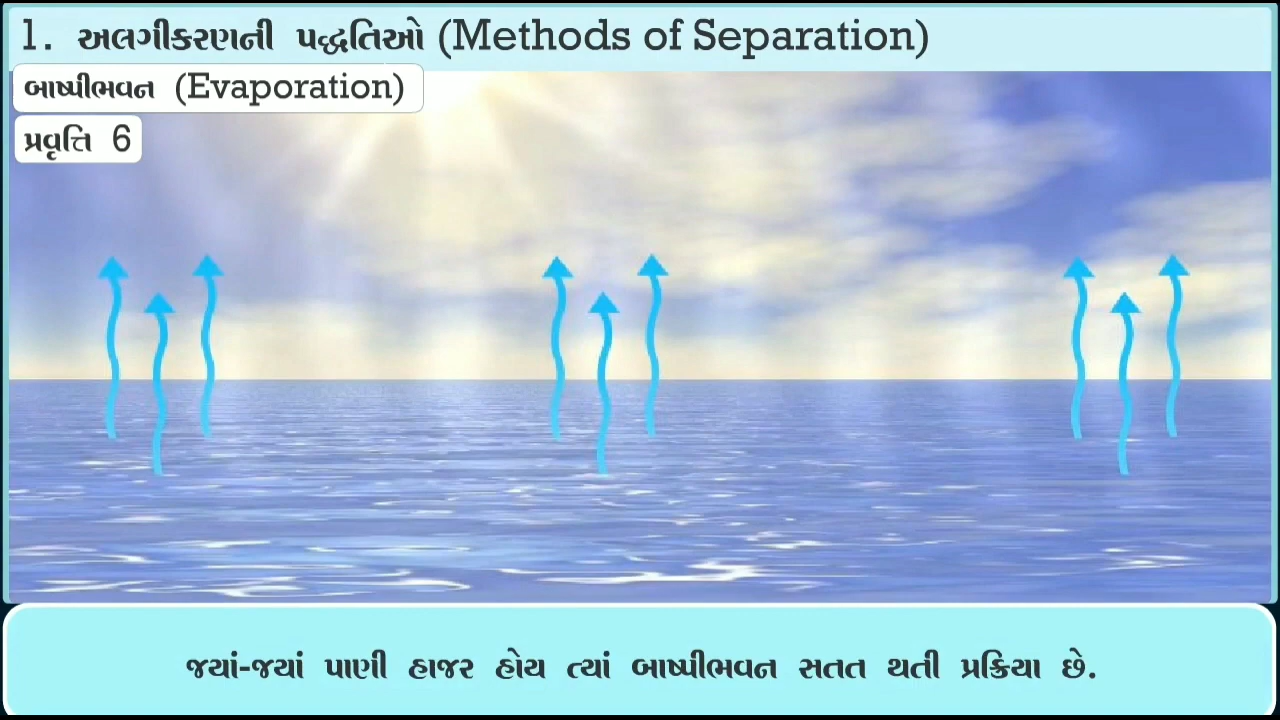 1. અલગીકરણની પદ્ધતિઓ (Methods of Separation)
બાષ્પીભવન (Evaporation)
પ્રવૃત્તિ 6
જ્યાં-જ્યાં પાણી હાજર હોય ત્યાં બાષ્પીભવન સતત થતી પ્રક્રિયા છે.